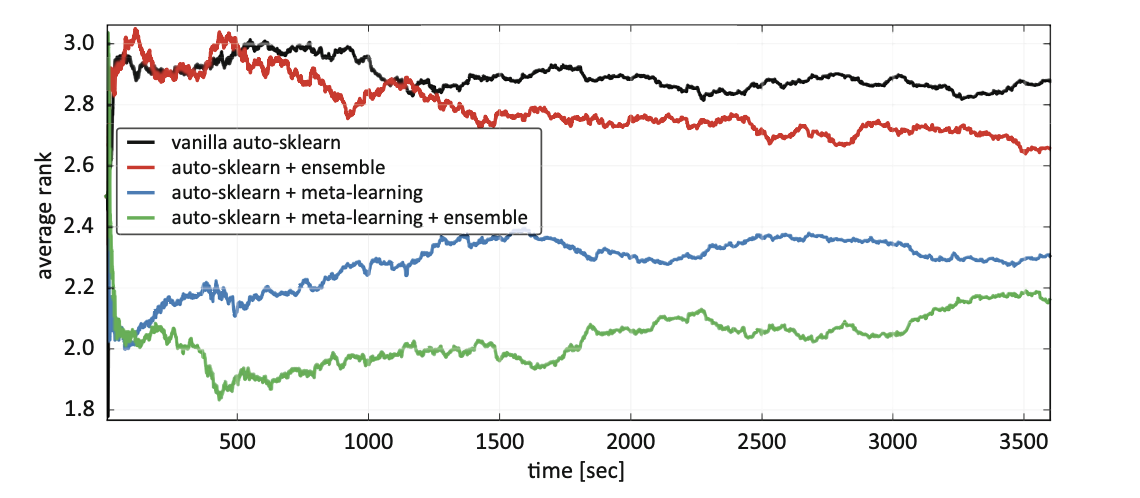 3.0
2.8
2.6
2.4
2.2
2.0
1.8
average rank
vanilla auto-sklearn
auto-sklearn + ensemble
auto-sklearn + meta-learning
auto-sklearn + meta-learning + ensemble
500 1000 1500 2000 2500 3000 3500
time [sec]